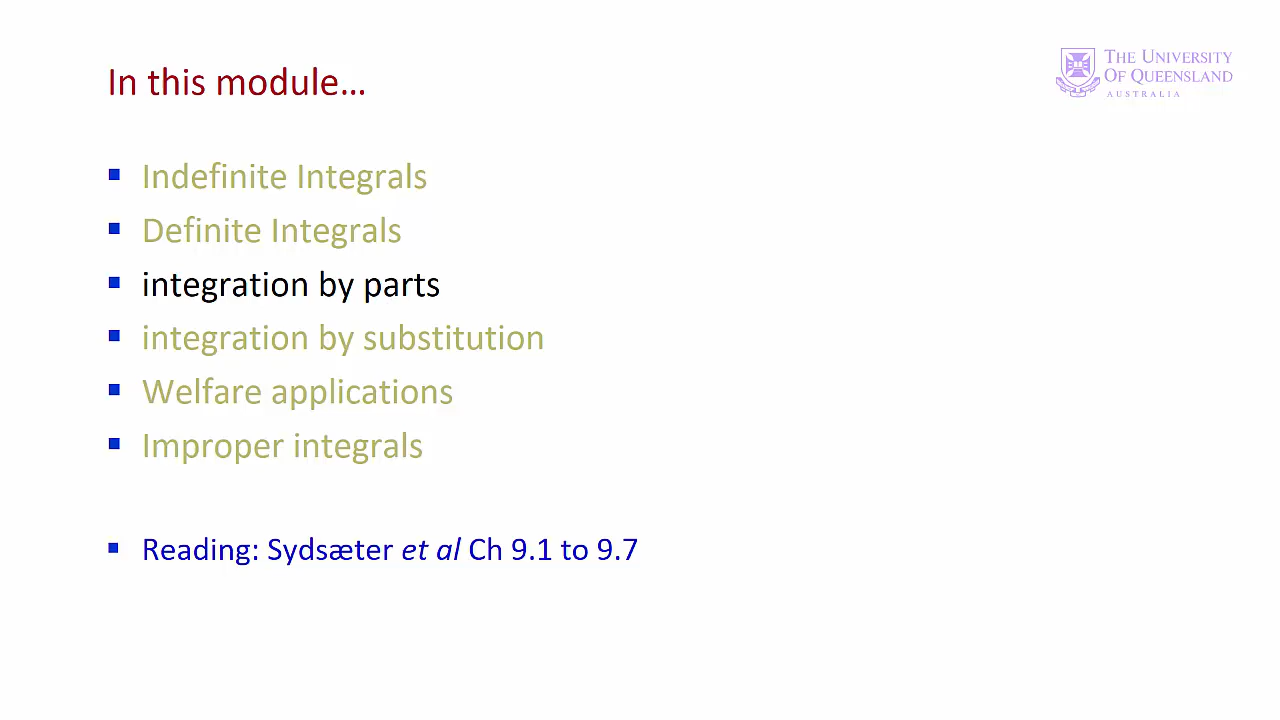 In this module...
THE UNIVERSITY
OF QUEENSLAND
AUSTRALIA
Indefinite Integrals
Definite Integrals
integration by parts
integration by substitution
Welfare applications
Improper integrals
Reading: Sydsæter et al Ch 9.1 to 9.7